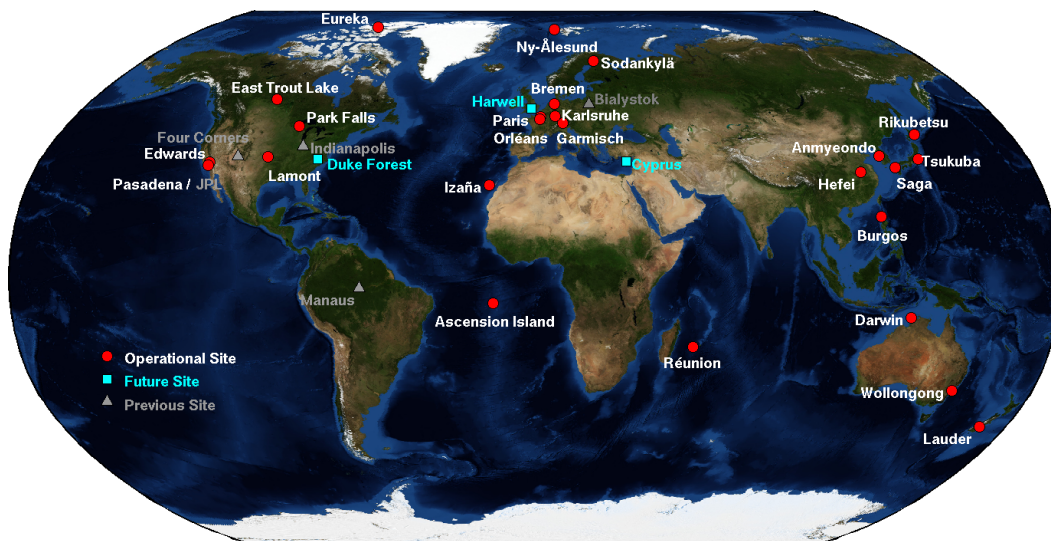 Eureka
Ny-Ålesund
Sodankylä
East Trout Lake
Bremen
Harwell
Bialystok
Park Falls
Paris
Karlsruhe
Rikubetsu
Four Corners
Indianapolis
Orléans
Garmisch
Edwards
Duke Forest
Anmyeondo
Tsukuba
Lamont
Cyprus
Pasadena / JPL
Izaña
Hefei
Saga
Burgos
Manaus
Ascension Island
Darwin
Operational Site
Réunion
Future Site
Wollongong
Previous Site
Lauder